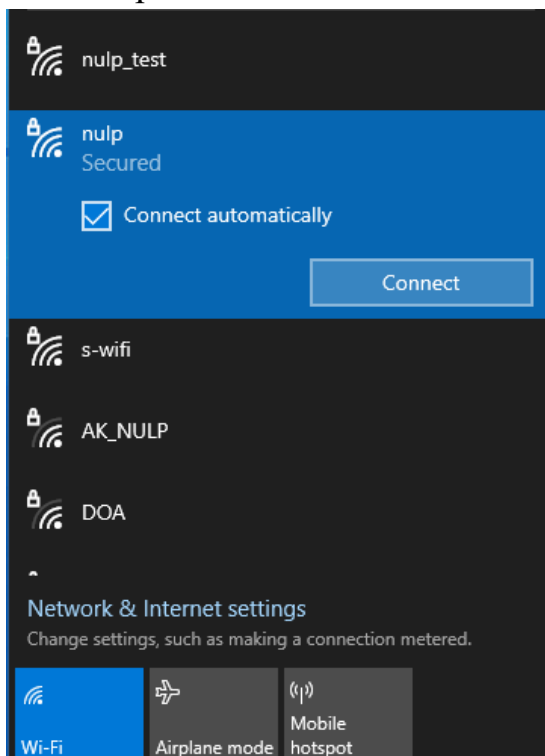 nulp_test
nulp
Secured
Connect automatically
Connect
s-wifi
AK_NULP
DOA
Network & Internet settings
Change settings, such as making a connection metered.
Mobile
Wi-Fi Airplane mode hotspot